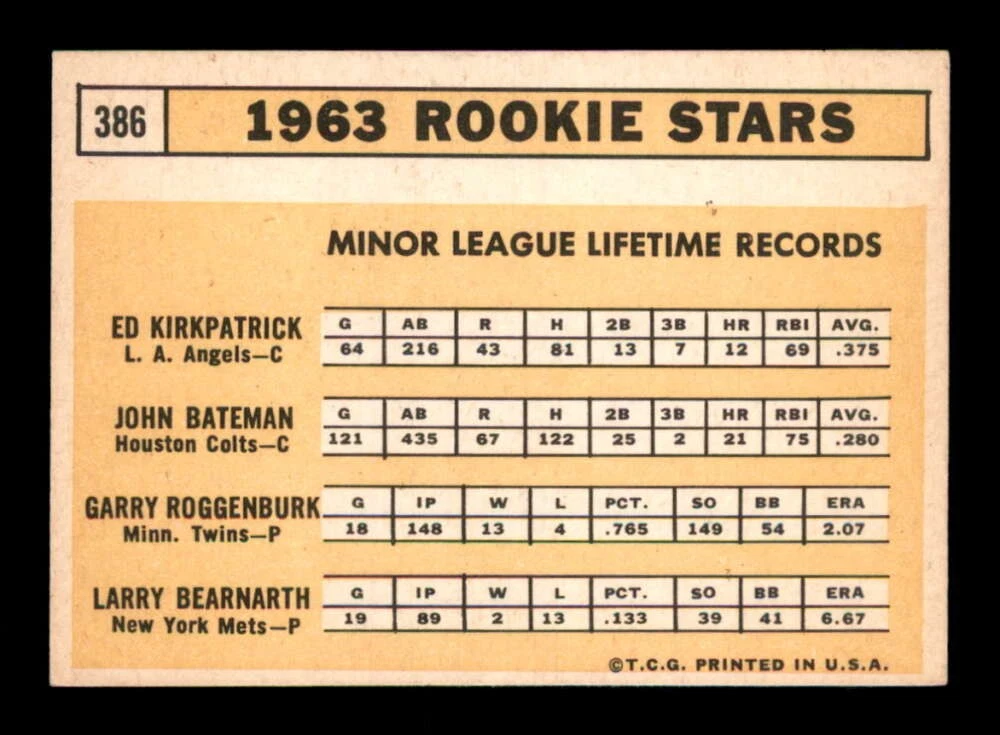 386 1963 ROOKIE STARS
MINOR LEAGUE LIFETIME RECORDS
ED KIRKPATRICK
L. A. Angels—C
G AB R H 2B 3B HR RBI AVG.
64 216 43 81 13 7 12 69 .375
JOHN BATEMAN
Houston Colts—C
G AB R H 2B 3B HR RBI AVG.
121 435 67 122 25 2 21 75 .280
GARRY ROGGENBURK
Minn. Twins—P
G IP W L PCT. SO BB ERA
18 148 13 4 .765 149 54 2.07
LARRY BEARNARTH
New York Mets—P
G IP W L PCT. SO BB ERA
19 89 2 13 .133 39 41 6.67
©T.C.G. PRINTED IN U.S.A.